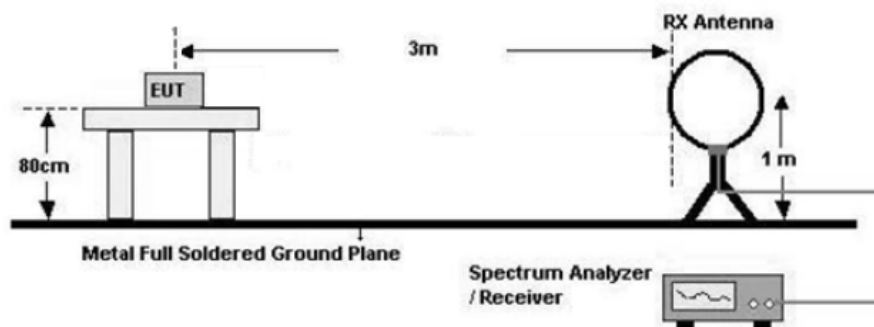 RX Antenna
3m
EUT
80cm
1 m
Metal Full Soldered Ground Plane
Spectrum Analyzer
/ Receiver